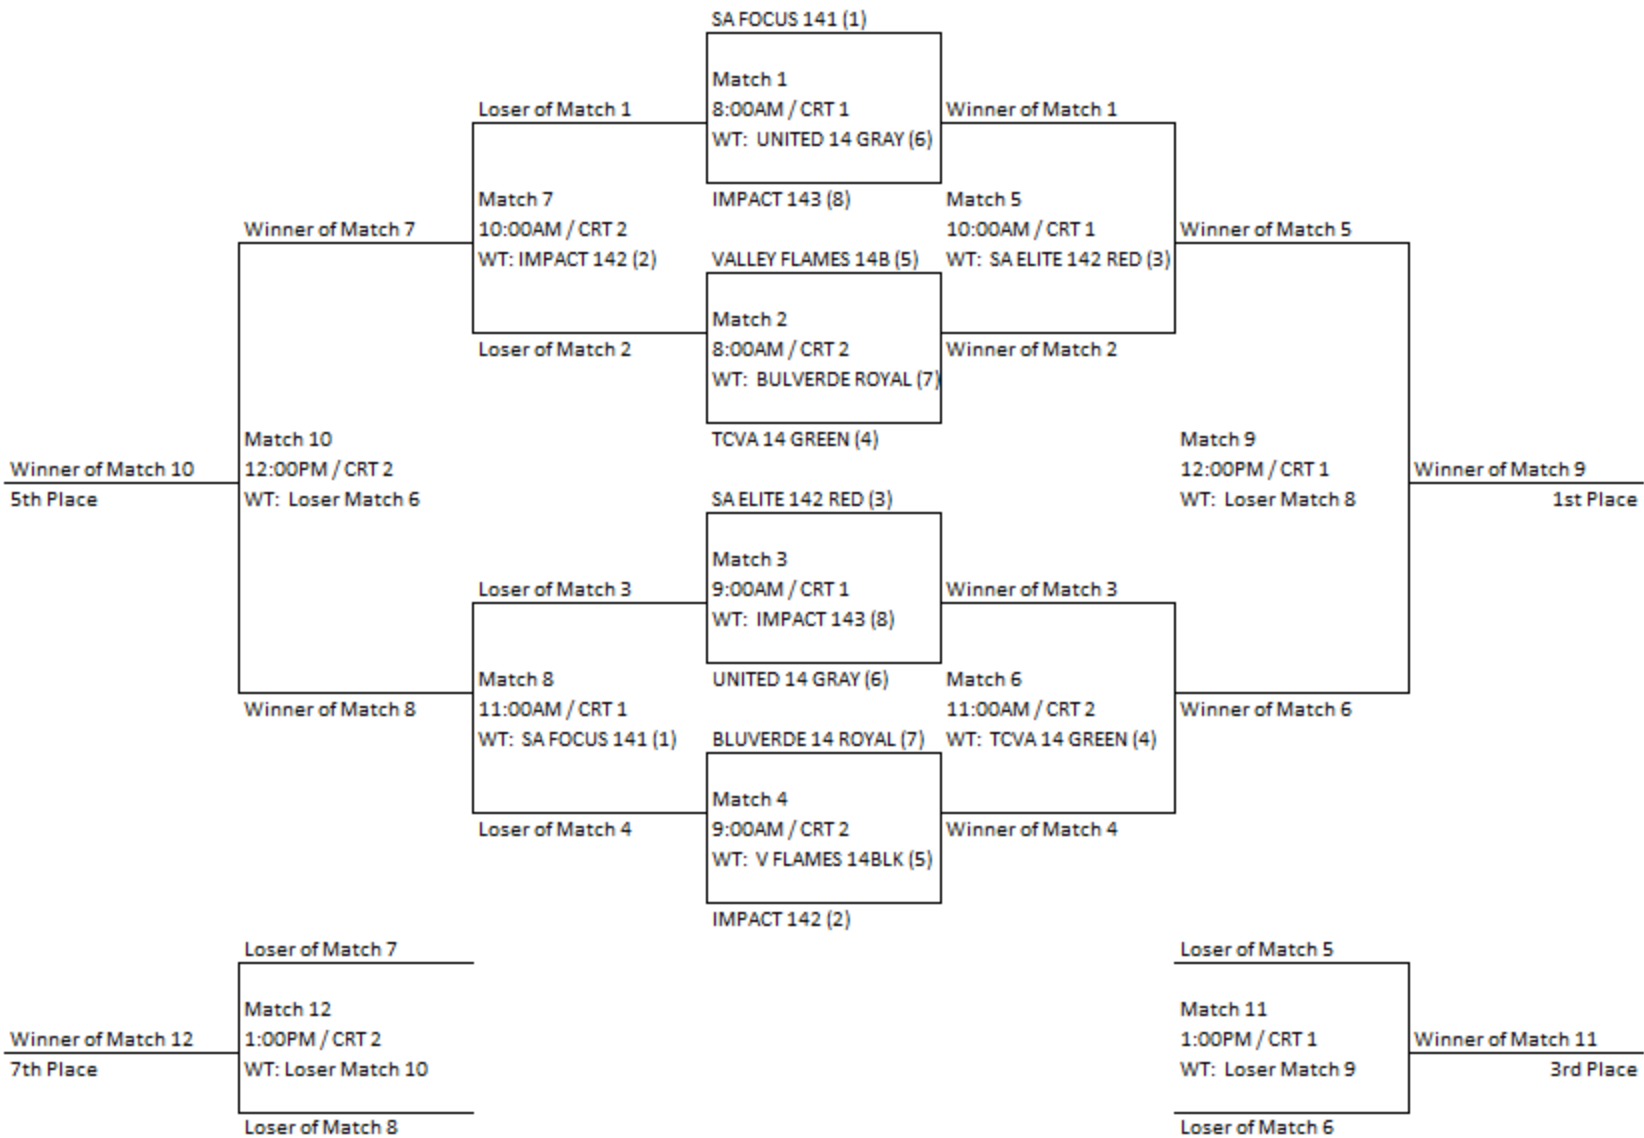 SA FOCUS 141 (1)
Match 1
8:00AM / CRT 1
WT:  UNITED 14 GRAY (6)
IMPACT 143 (8)
Loser of Match 1
Winner of Match 1
Match 7
10:00AM / CRT 2
WT: IMPACT 142 (2)
Match 5
10:00AM / CRT 1
WT:  SA ELITE 142 RED (3)
Winner of Match 7
Winner of Match 5
VALLEY FLAMES 14B (5)
Match 2
8:00AM / CRT 2
WT:  BULVERDE ROYAL (7)
TCVA 14 GREEN (4)
Loser of Match 2
Winner of Match 2
Match 10
12:00PM / CRT 2
WT:  Loser Match 6
Winner of Match 10
5th Place
Match 9
12:00PM / CRT 1
WT:  Loser Match 8
Winner of Match 9
1st Place
SA ELITE 142 RED (3)
Match 3
9:00AM / CRT 1
WT:  IMPACT 143 (8)
UNITED 14 GRAY (6)
Loser of Match 3
Winner of Match 3
Match 8
11:00AM / CRT 1
WT:  SA FOCUS 141 (1)
Match 6
11:00AM / CRT 2
WT:  TCVA 14 GREEN (4)
Winner of Match 8
Winner of Match 6
BLUVERDE 14 ROYAL (7)
Match 4
9:00AM / CRT 2
WT:  V FLAMES 14BLK (5)
IMPACT 142 (2)
Loser of Match 4
Winner of Match 4
Loser of Match 7
Match 12
1:00PM / CRT 2
WT: Loser Match 10
Loser of Match 8
Winner of Match 12
7th Place
Loser of Match 5
Match 11
1:00PM / CRT 1
WT:  Loser Match 9
Loser of Match 6
Winner of Match 11
3rd Place